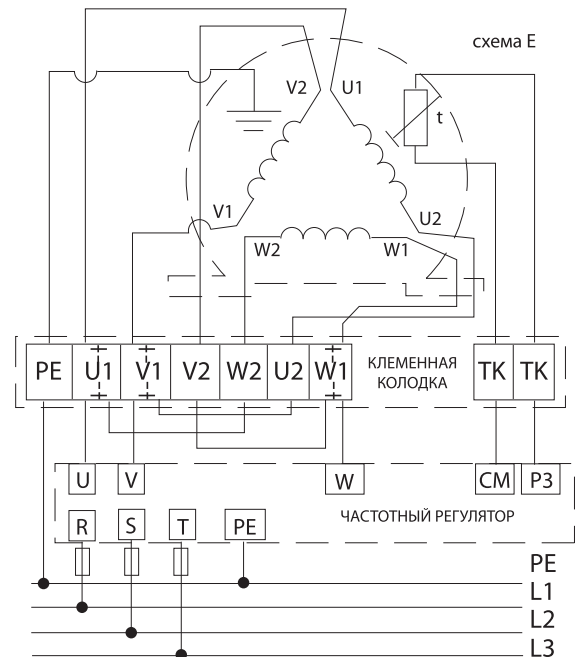 схема E
V2 U1
t
V1 U2
W2 W1
PE U1 V1 V2 W2 U2 W1 КЛЕМЕННАЯ КОЛОДКА TK TK
U V W CM P3
ЧАСТОТНЫЙ РЕГУЛЯТОР
R S T PE
PE
L1
L2
L3